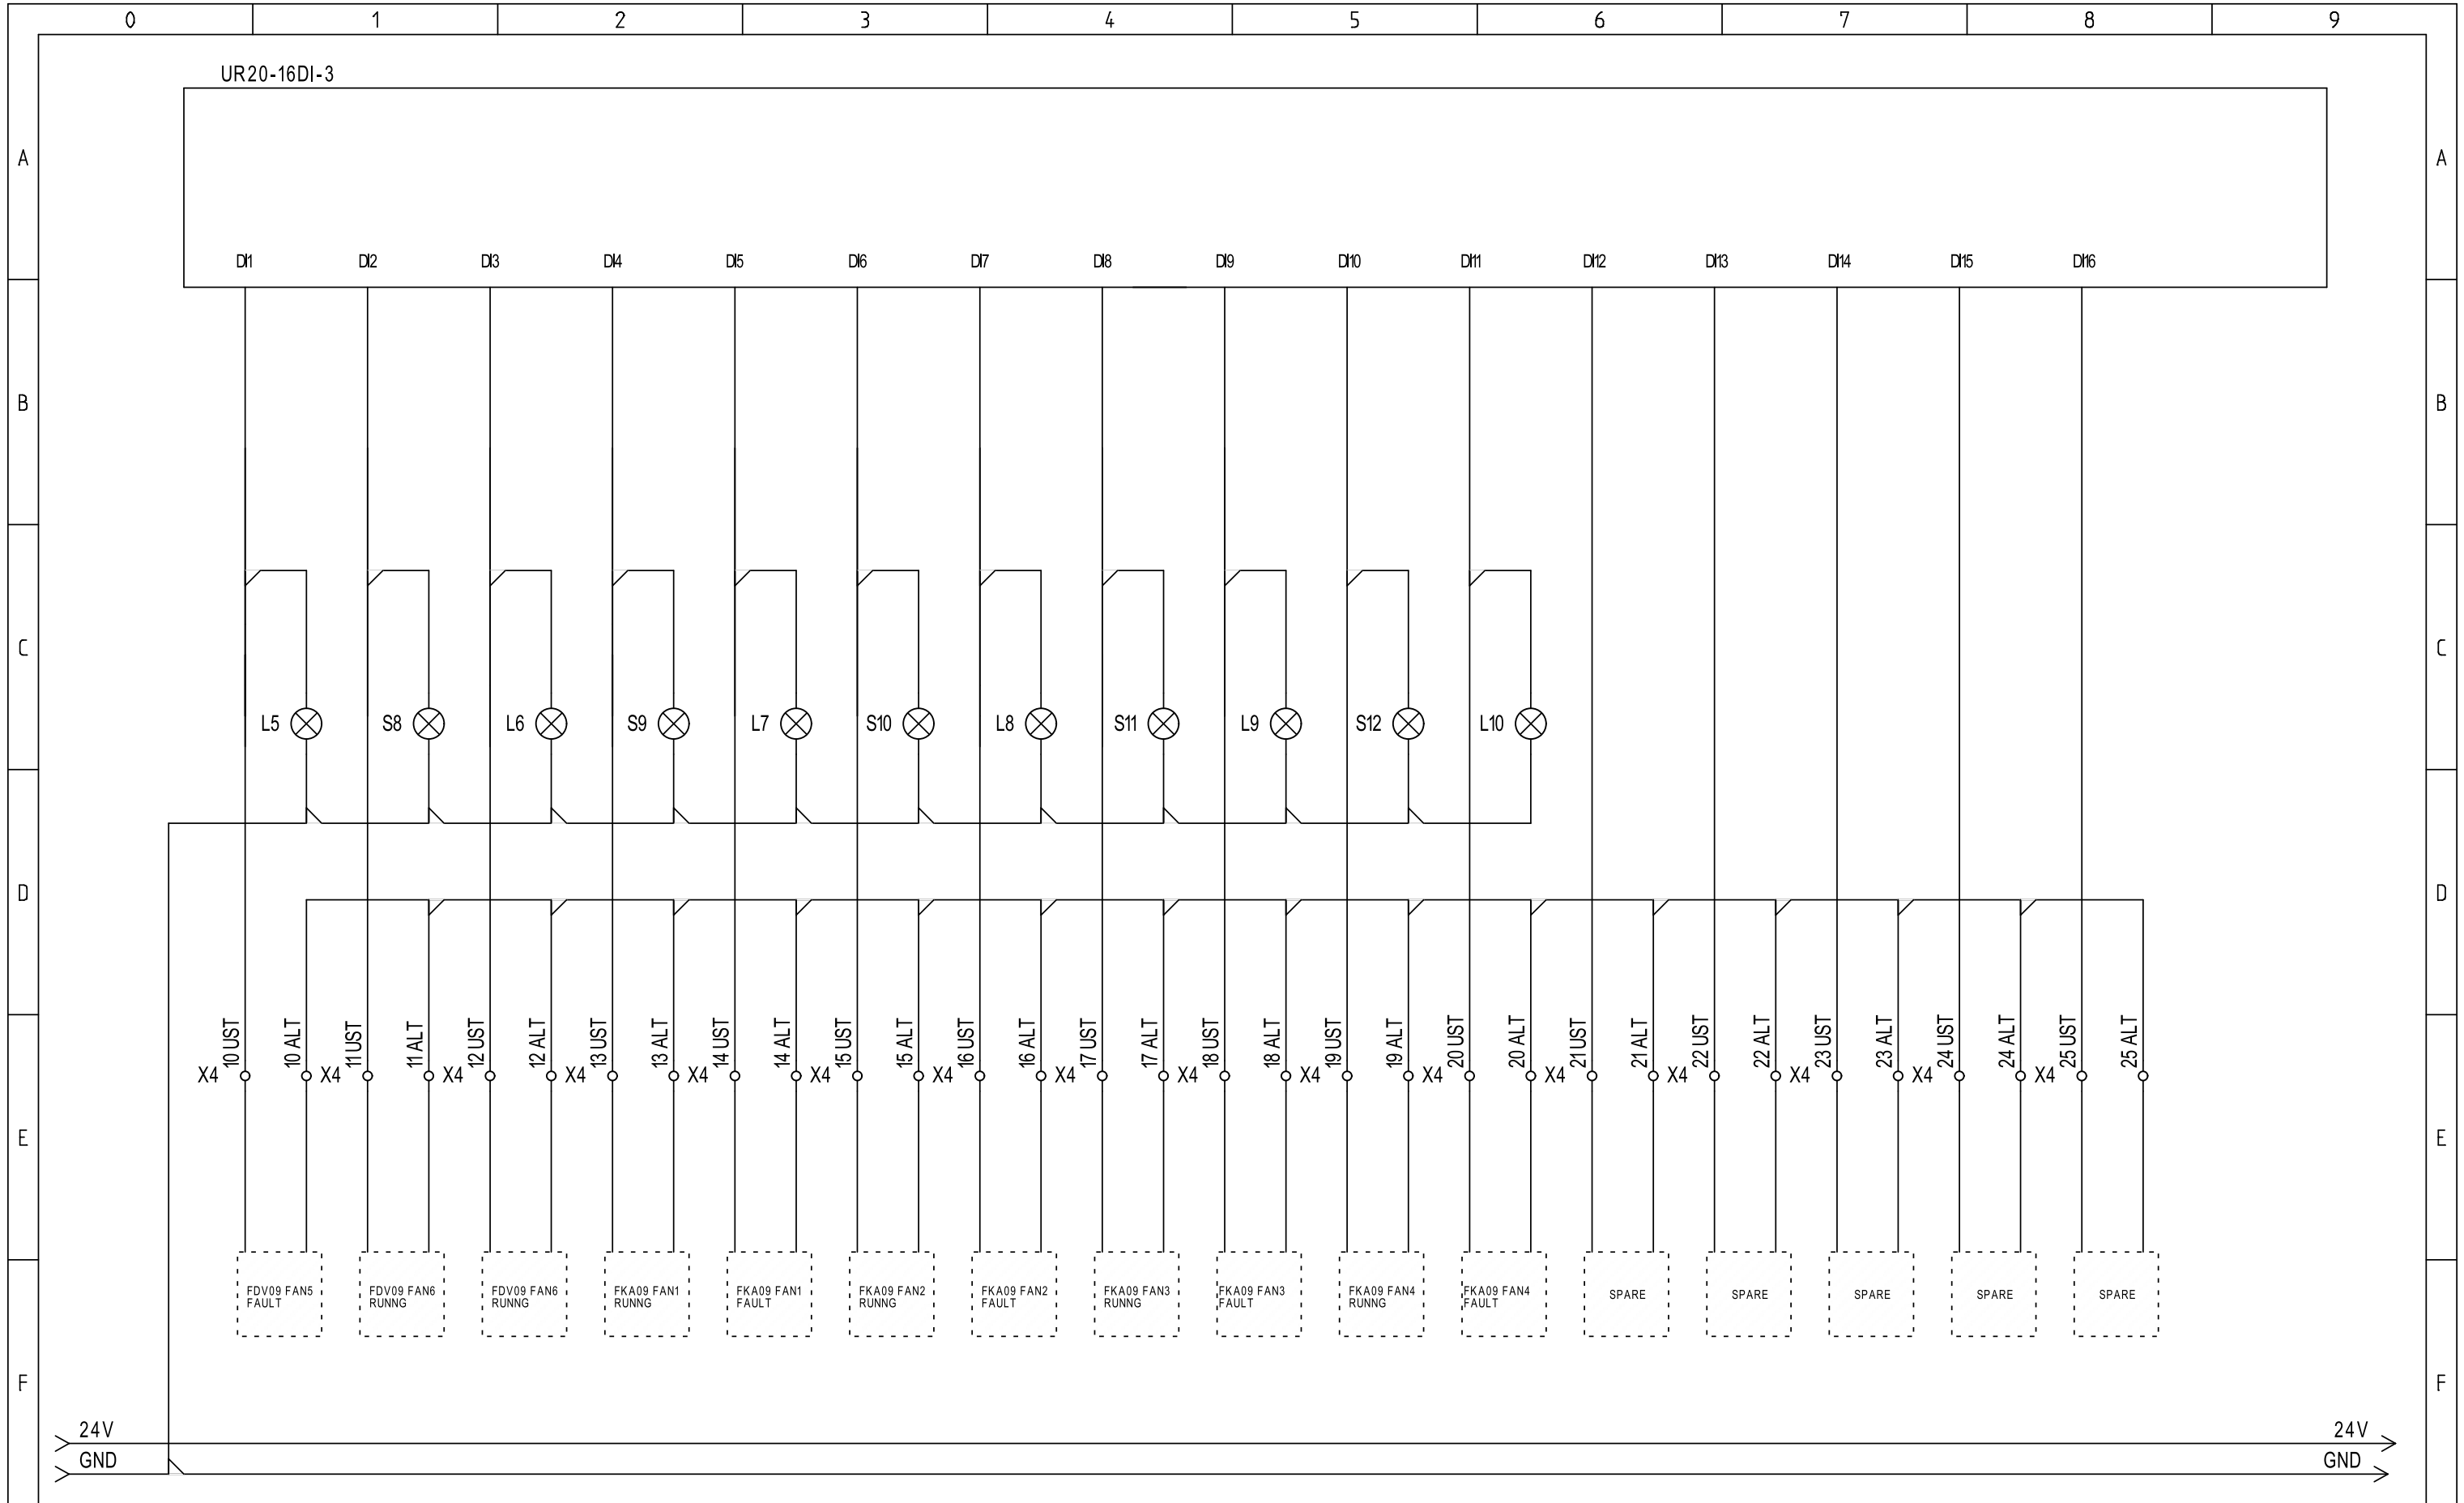 0 1 2 3 4 5 6 7 8 9
UR20-16DI-3
A A
DI1 DI2 DI3 DI4 DI5 DI6 DI7 DI8 DI9 DI10 DI11 DI12 DI13 DI14 DI15 DI16
B B
C C
L5 S8 L6 S9 L7 S10 L8 S11 L9 S12 L10
D D
10 UST 10 ALT 11 UST 11 ALT 12 UST 12 ALT 13 UST 13 ALT 14 UST 14 ALT 15 UST 15 ALT 16 UST 16 ALT 17 UST 17 ALT 18 UST 18 ALT 19 UST 19 ALT 20 UST 20 ALT 21 UST 21 ALT 22 UST 22 ALT 23 UST 23 ALT 24 UST 24 ALT 25 UST 25 ALT
X4 X4 X4 X4 X4 X4 X4 X4 X4 X4 X4 X4 X4 X4 X4 X4
E E
FDV09 FAN5
FAULT
FDV09 FAN6
RUNNG
FDV09 FAN6
RUNNG
FKA09 FAN1
RUNNG
FKA09 FAN1
FAULT
FKA09 FAN2
RUNNG
FKA09 FAN2
FAULT
FKA09 FAN3
RUNNG
FKA09 FAN3
FAULT
FKA09 FAN4
RUNNG
FKA09 FAN4
FAULT
SPARE
SPARE
SPARE
SPARE
SPARE
F F
24V 24V
GND GND